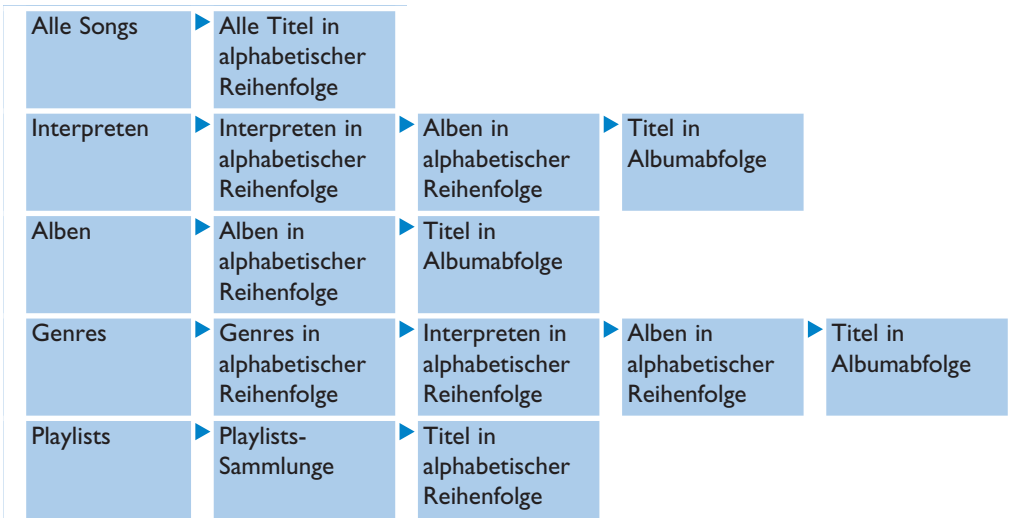 Alle Songs
Alle Titel in
alphabetischer
Reihenfolge
Interpreten
Interpreten in
alphabetischer
Reihenfolge
Alben in
alphabetischer
Reihenfolge
Titel in
Albumabfolge
Alben
Alben in
alphabetischer
Reihenfolge
Titel in
Albumabfolge
Genres
Genres in
alphabetischer
Reihenfolge
Interpreten in
alphabetischer
Reihenfolge
Alben in
alphabetischer
Reihenfolge
Titel in
Albumabfolge
Playlists
Playlists-
Sammlunge
Titel in
alphabetischer
Reihenfolge